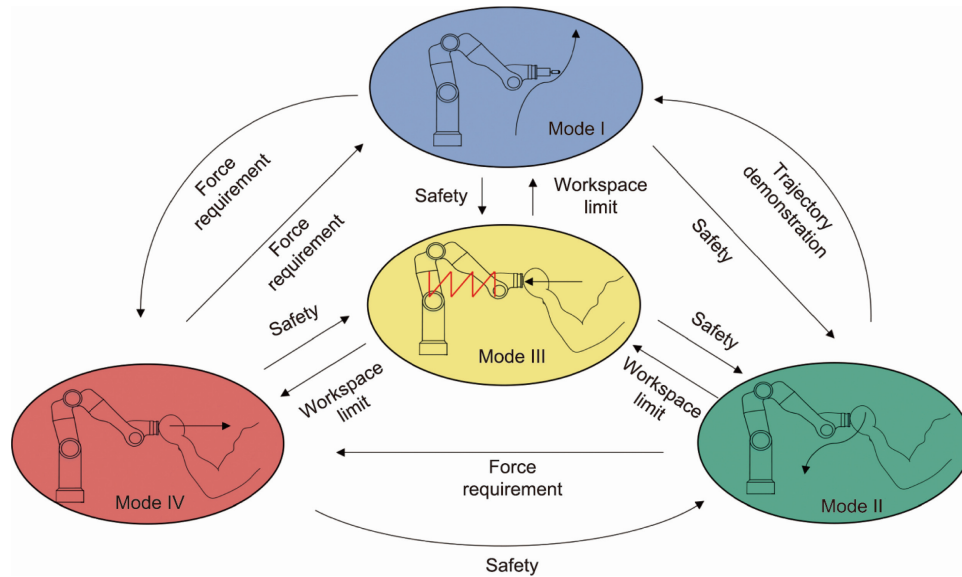 Mode I
Force
requirement
Force
requirement
Safety
Workspace
limit
Safety
Trajectory
demonstration
Mode III
Safety
Workspace
limit
Safety
Workspace
limit
Mode IV
Force
requirement
Mode II
Safety